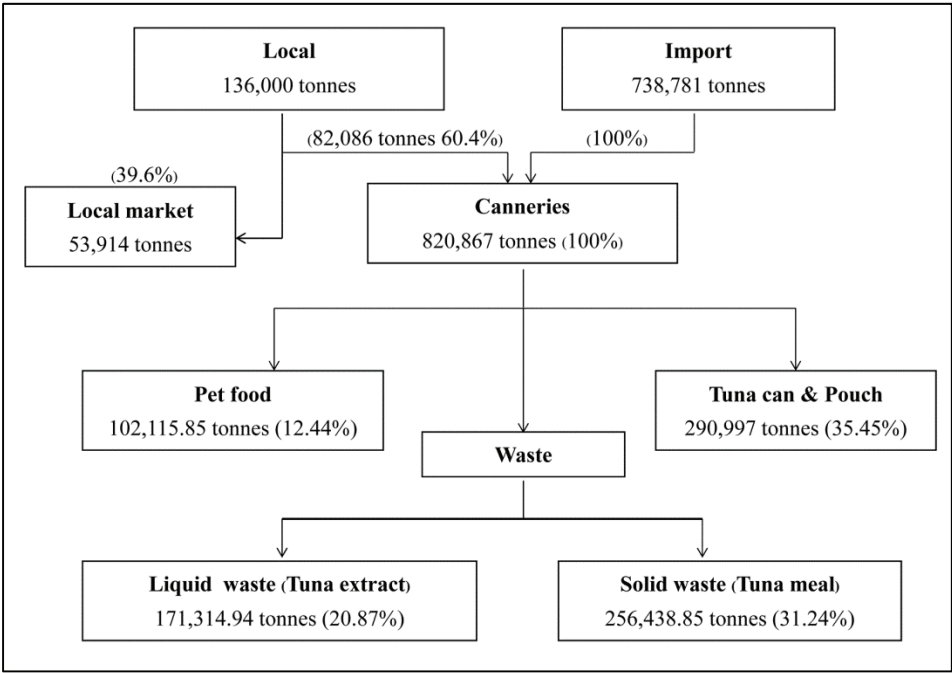 Local
136,000 tonnes
Import
738,781 tonnes
(82,086 tonnes 60.4%)
(100%)
(39.6%)
Local market
53,914 tonnes
Canneries
820,867 tonnes (100%)
Pet food
102,115.85 tonnes (12.44%)
Tuna can & Pouch
290,997 tonnes (35.45%)
Waste
Liquid waste (Tuna extract)
171,314.94 tonnes (20.87%)
Solid waste (Tuna meal)
256,438.85 tonnes (31.24%)